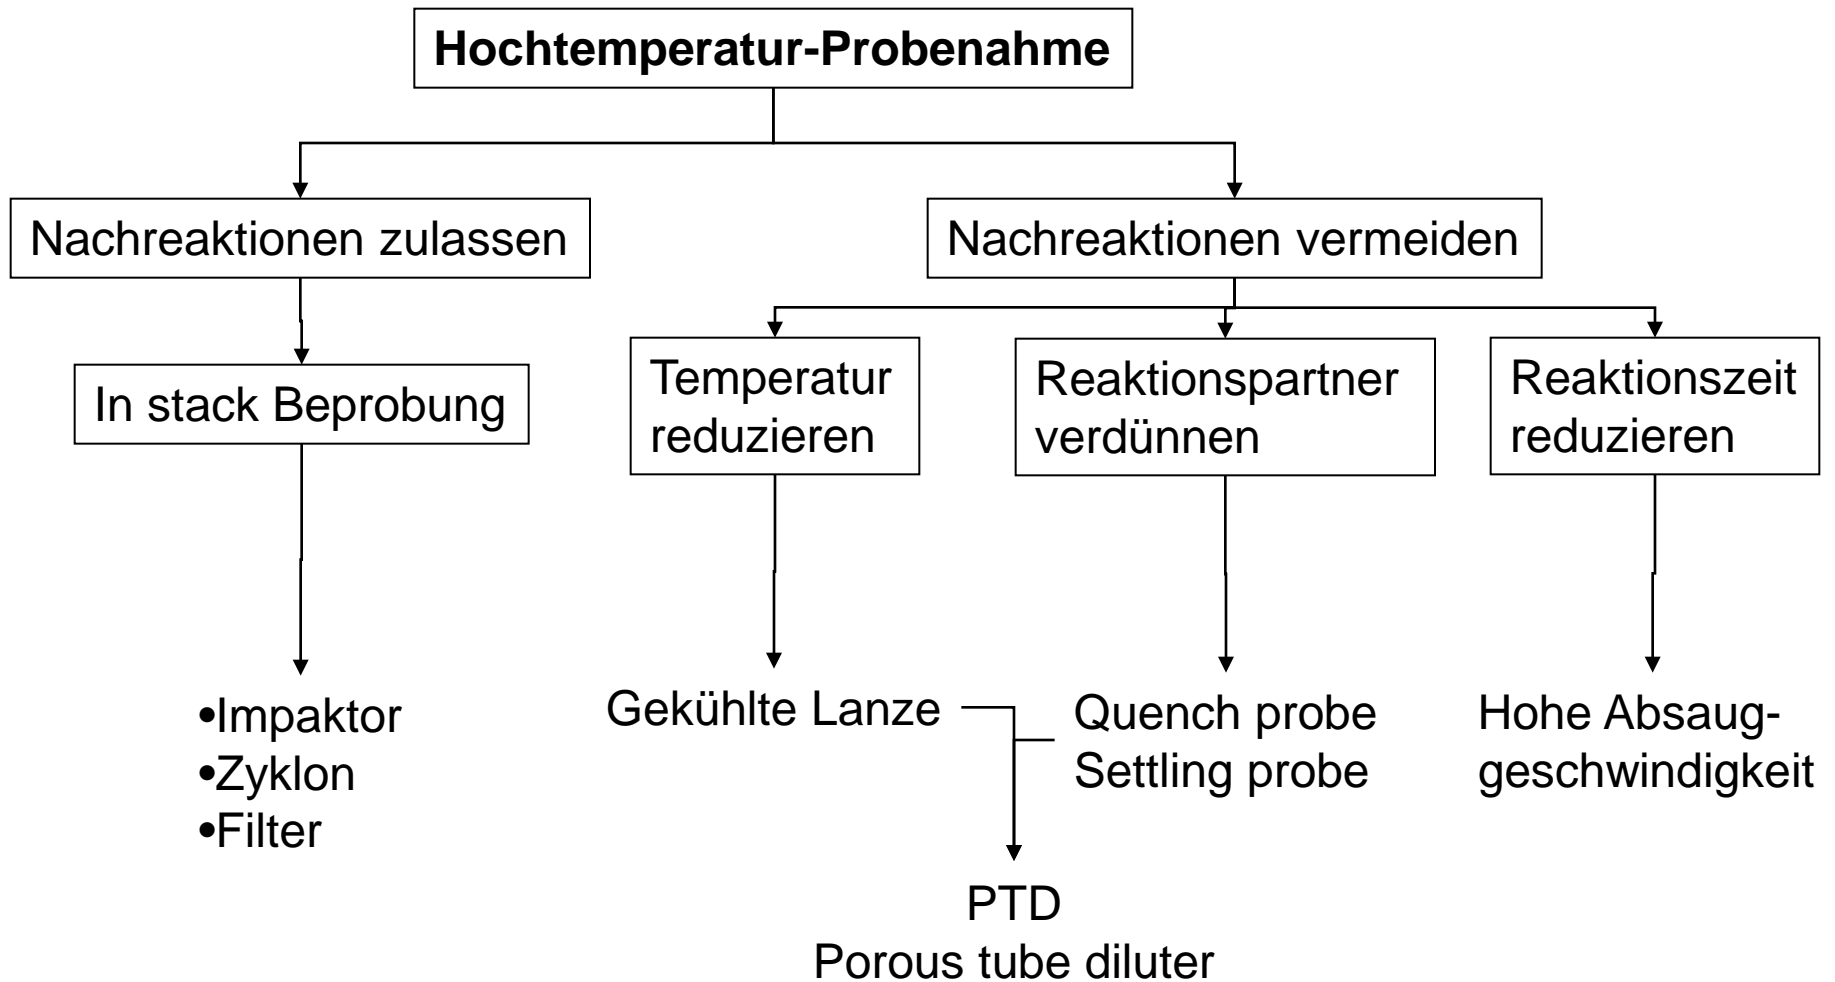 Hochtemperatur-Probenahme
Nachreaktionen zulassen
Nachreaktionen vermeiden
In stack Beprobung
Temperatur
reduzieren
Reaktionspartner
verdünnen
Reaktionszeit
reduzieren
•Impaktor
•Zyklon
•Filter
Gekühlte Lanze
Quench probe
Settling probe
Hohe Absaug-
geschwindigkeit
PTD
Porous tube diluter